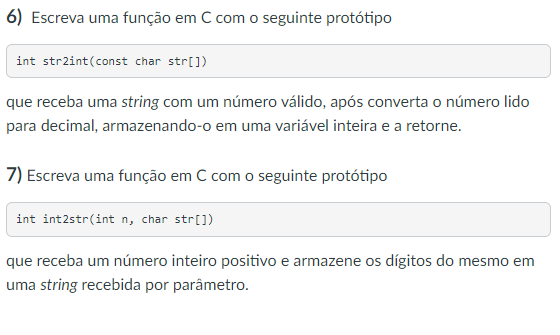 6) Escreva uma função em C com o seguinte protótipo
int str2int(const char str[])
que receba uma string com um número válido, após converta o número lido
para decimal, armazenando-o em uma variável inteira e a retorne.
7) Escreva uma função em C com o seguinte protótipo
int int2str(int n, char str[])
que receba um número inteiro positivo e armazene os dígitos do mesmo em
uma string recebida por parâmetro.